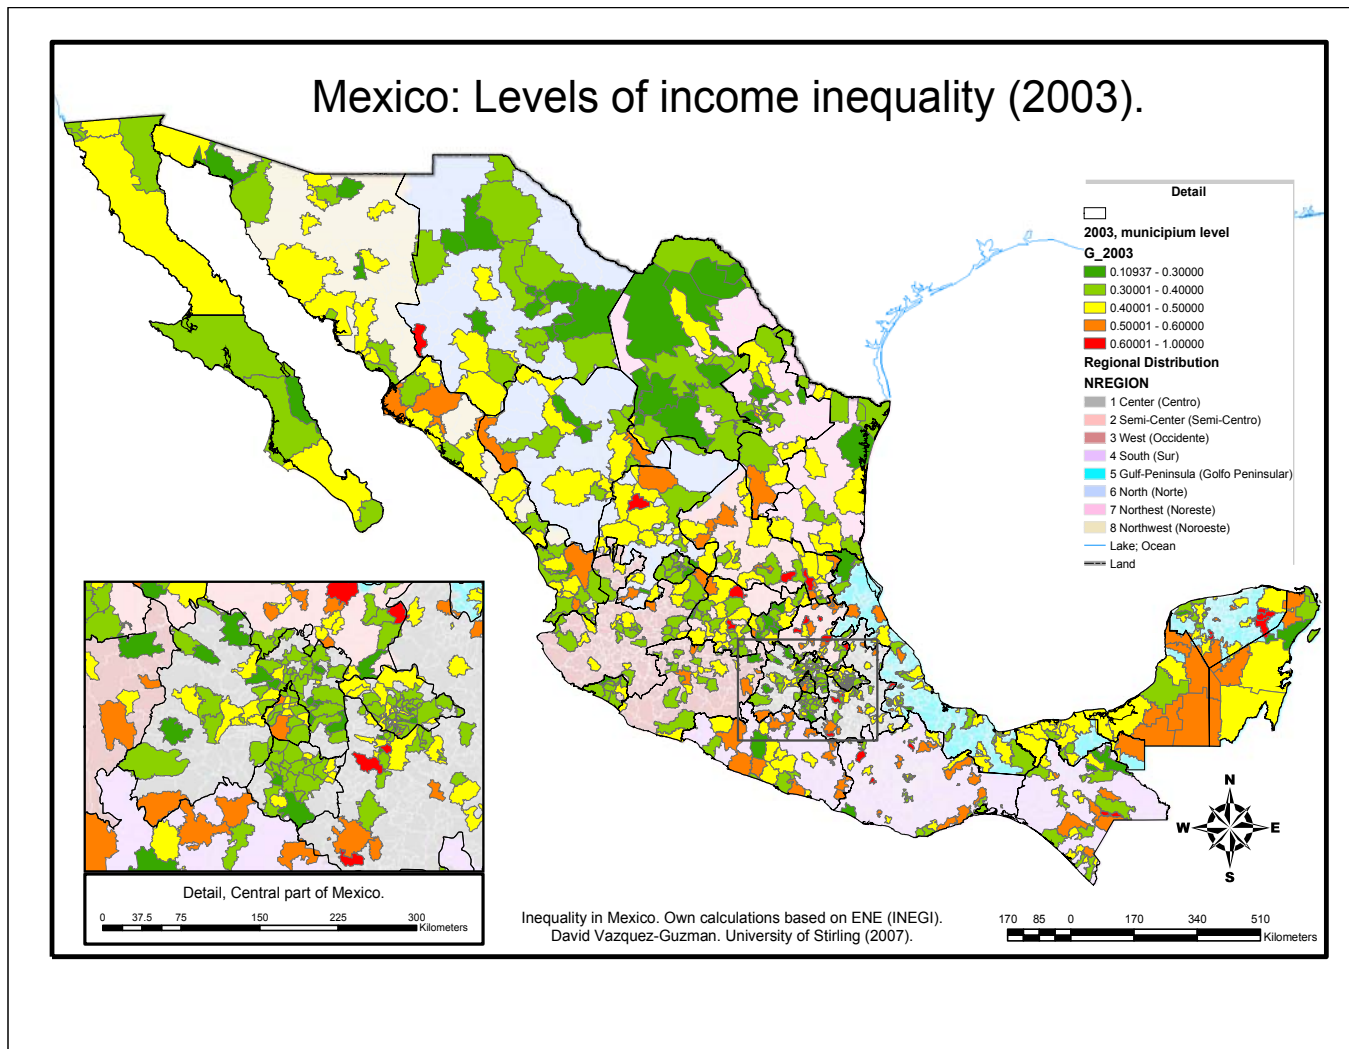 Mexico: Levels of income inequality (2003).
Detail
2003, municipium level
G_2003
0.10937 - 0.30000
0.30001 - 0.40000
0.40001 - 0.50000
0.50001 - 0.60000
0.60001 - 1.00000
Regional Distribution
NREGION
1 Center (Centro)
2 Semi-Center (Semi-Centro)
3 West (Occidente)
4 South (Sur)
5 Gulf-Peninsula (Golfo Peninsular)
6 North (Norte)
7 Northest (Noreste)
8 Northwest (Noroeste)
Lake; Ocean
Land
N
W E
S
Detail, Central part of Mexico.
0 37.5 75 150 225 300
Kilometers
Inequality in Mexico. Own calculations based on ENE (INEGI).
David Vazquez-Guzman. University of Stirling (2007).
170 85 0 170 340 510
Kilometers